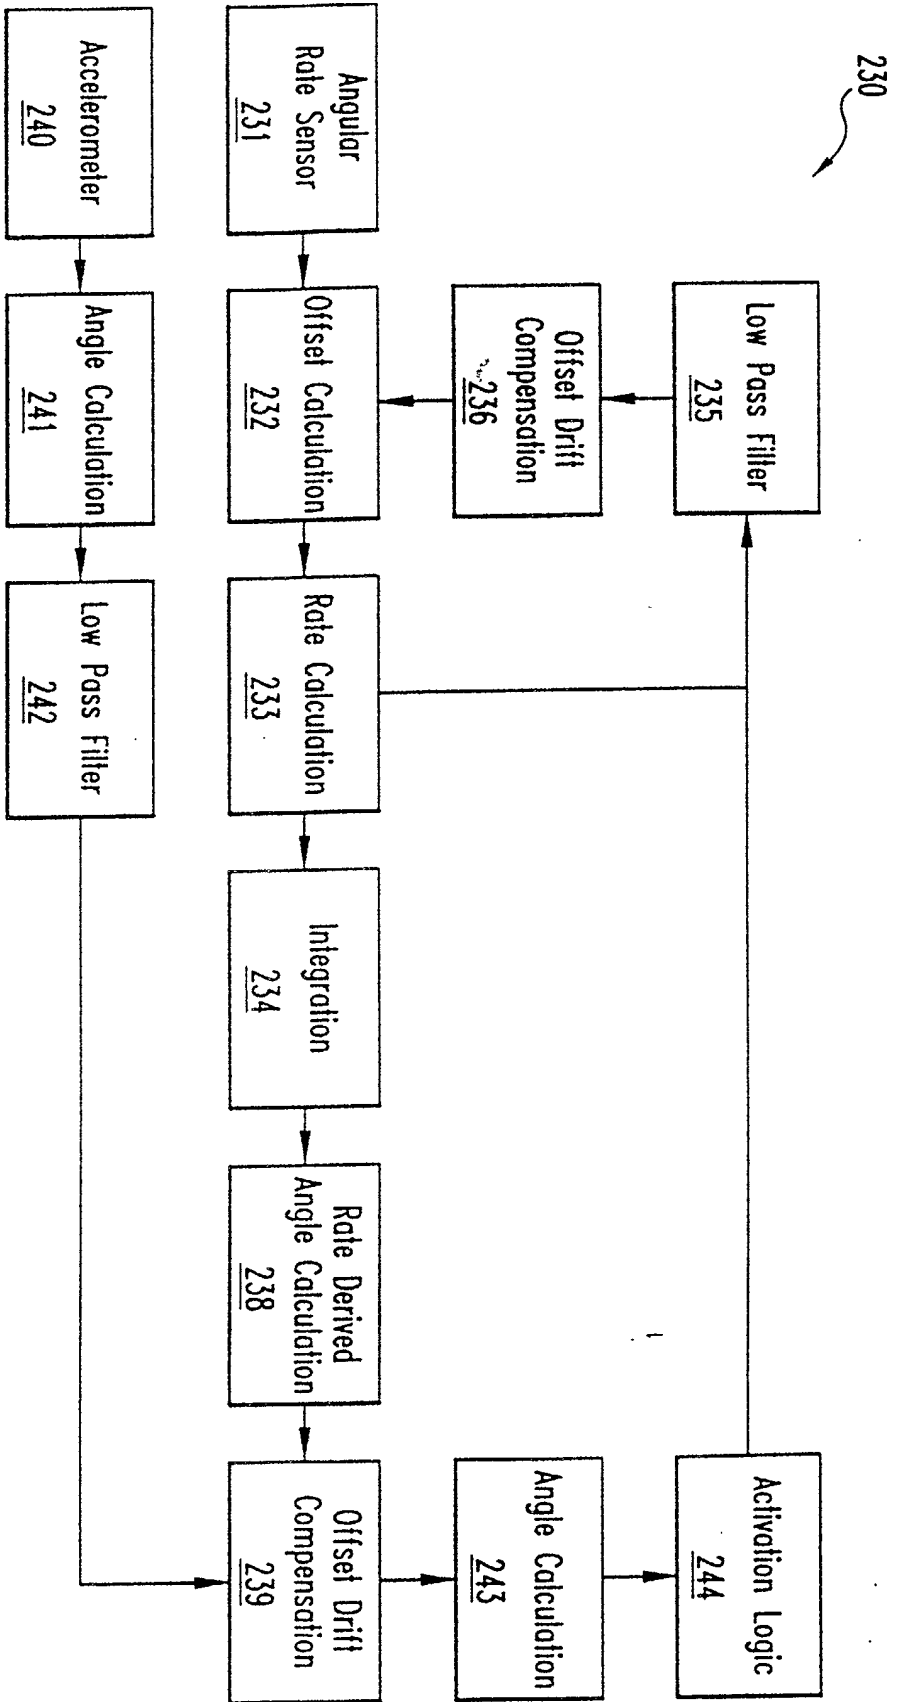 230
Low Pass Filter
235
Activation Logic
244
Offset Drift
Compensation
236
Angle Calculation
243
Angular
Rate Sensor
231
Offset Calculation
232
Rate Calculation
233
Integration
234
Rate Derived
Angle Calculation
238
Offset Drift
Compensation
239
Accelerometer
240
Angle Calculation
241
Low Pass Filter
242